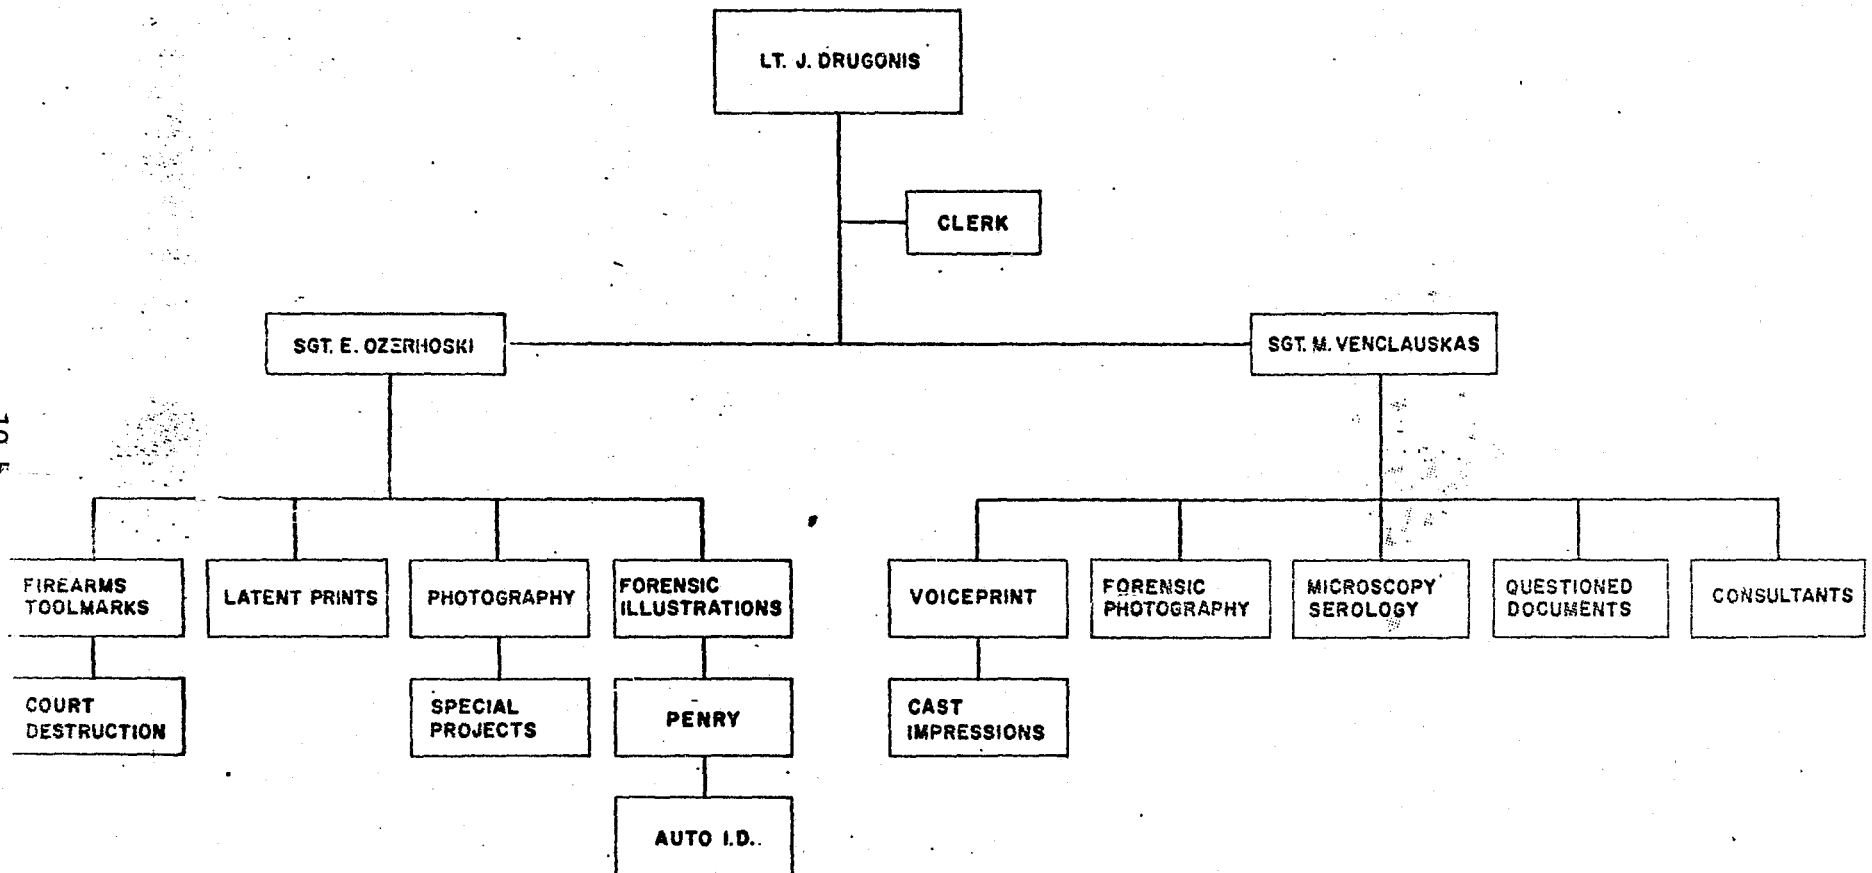 LT. J. DRUGONIS
CLERK
SGT. E. OZERHOSKI
SGT. M. VENCLAUSKAS
FIREARMS
TOOLMARKS
LATENT PRINTS
PHOTOGRAPHY
FORENSIC
ILLUSTRATIONS
VOICEPRINT
FORENSIC
PHOTOGRAPHY
MICROSCOPY
SEROLOGY
QUESTIONED
DOCUMENTS
CONSULTANTS
COURT
DESTRUCTION
SPECIAL
PROJECTS
PENRY
CAST
IMPRESSIONS
AUTO I.D.